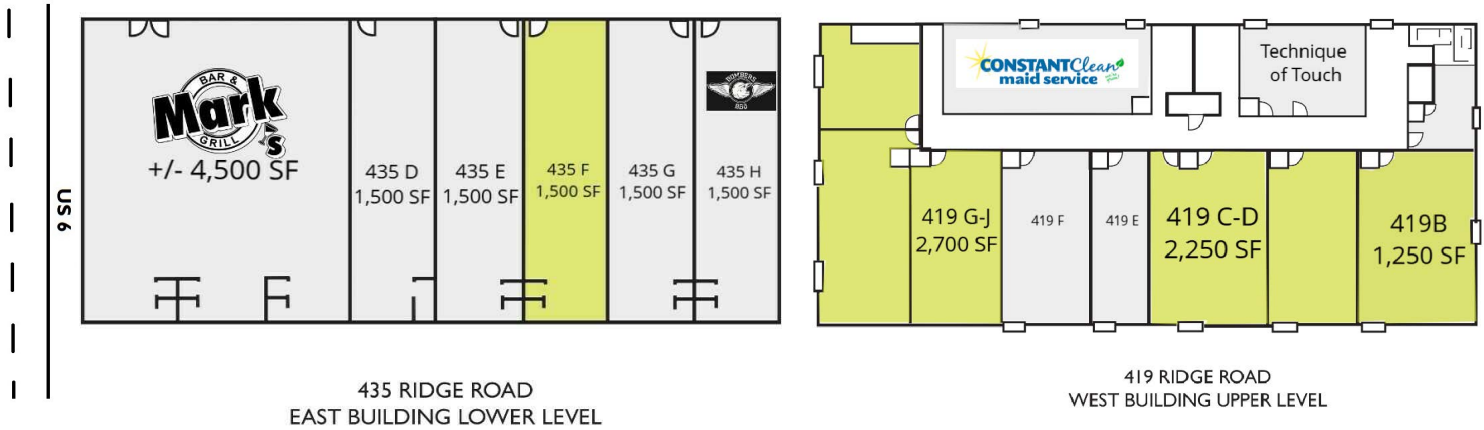 US 6
BAR &
Mark's
GRILL
+/- 4,500 SF
435 D
1,500 SF
435 E
1,500 SF
435 F
1,500 SF
435 G
1,500 SF
BOMBERS
BBQ
435 H
1,500 SF
435 RIDGE ROAD
EAST BUILDING LOWER LEVEL
CONSTANTClean
maid service
Technique
of Touch
419 G-J
2,700 SF
419 F
419 E
419 C-D
2,250 SF
419B
1,250 SF
419 RIDGE ROAD
WEST BUILDING UPPER LEVEL